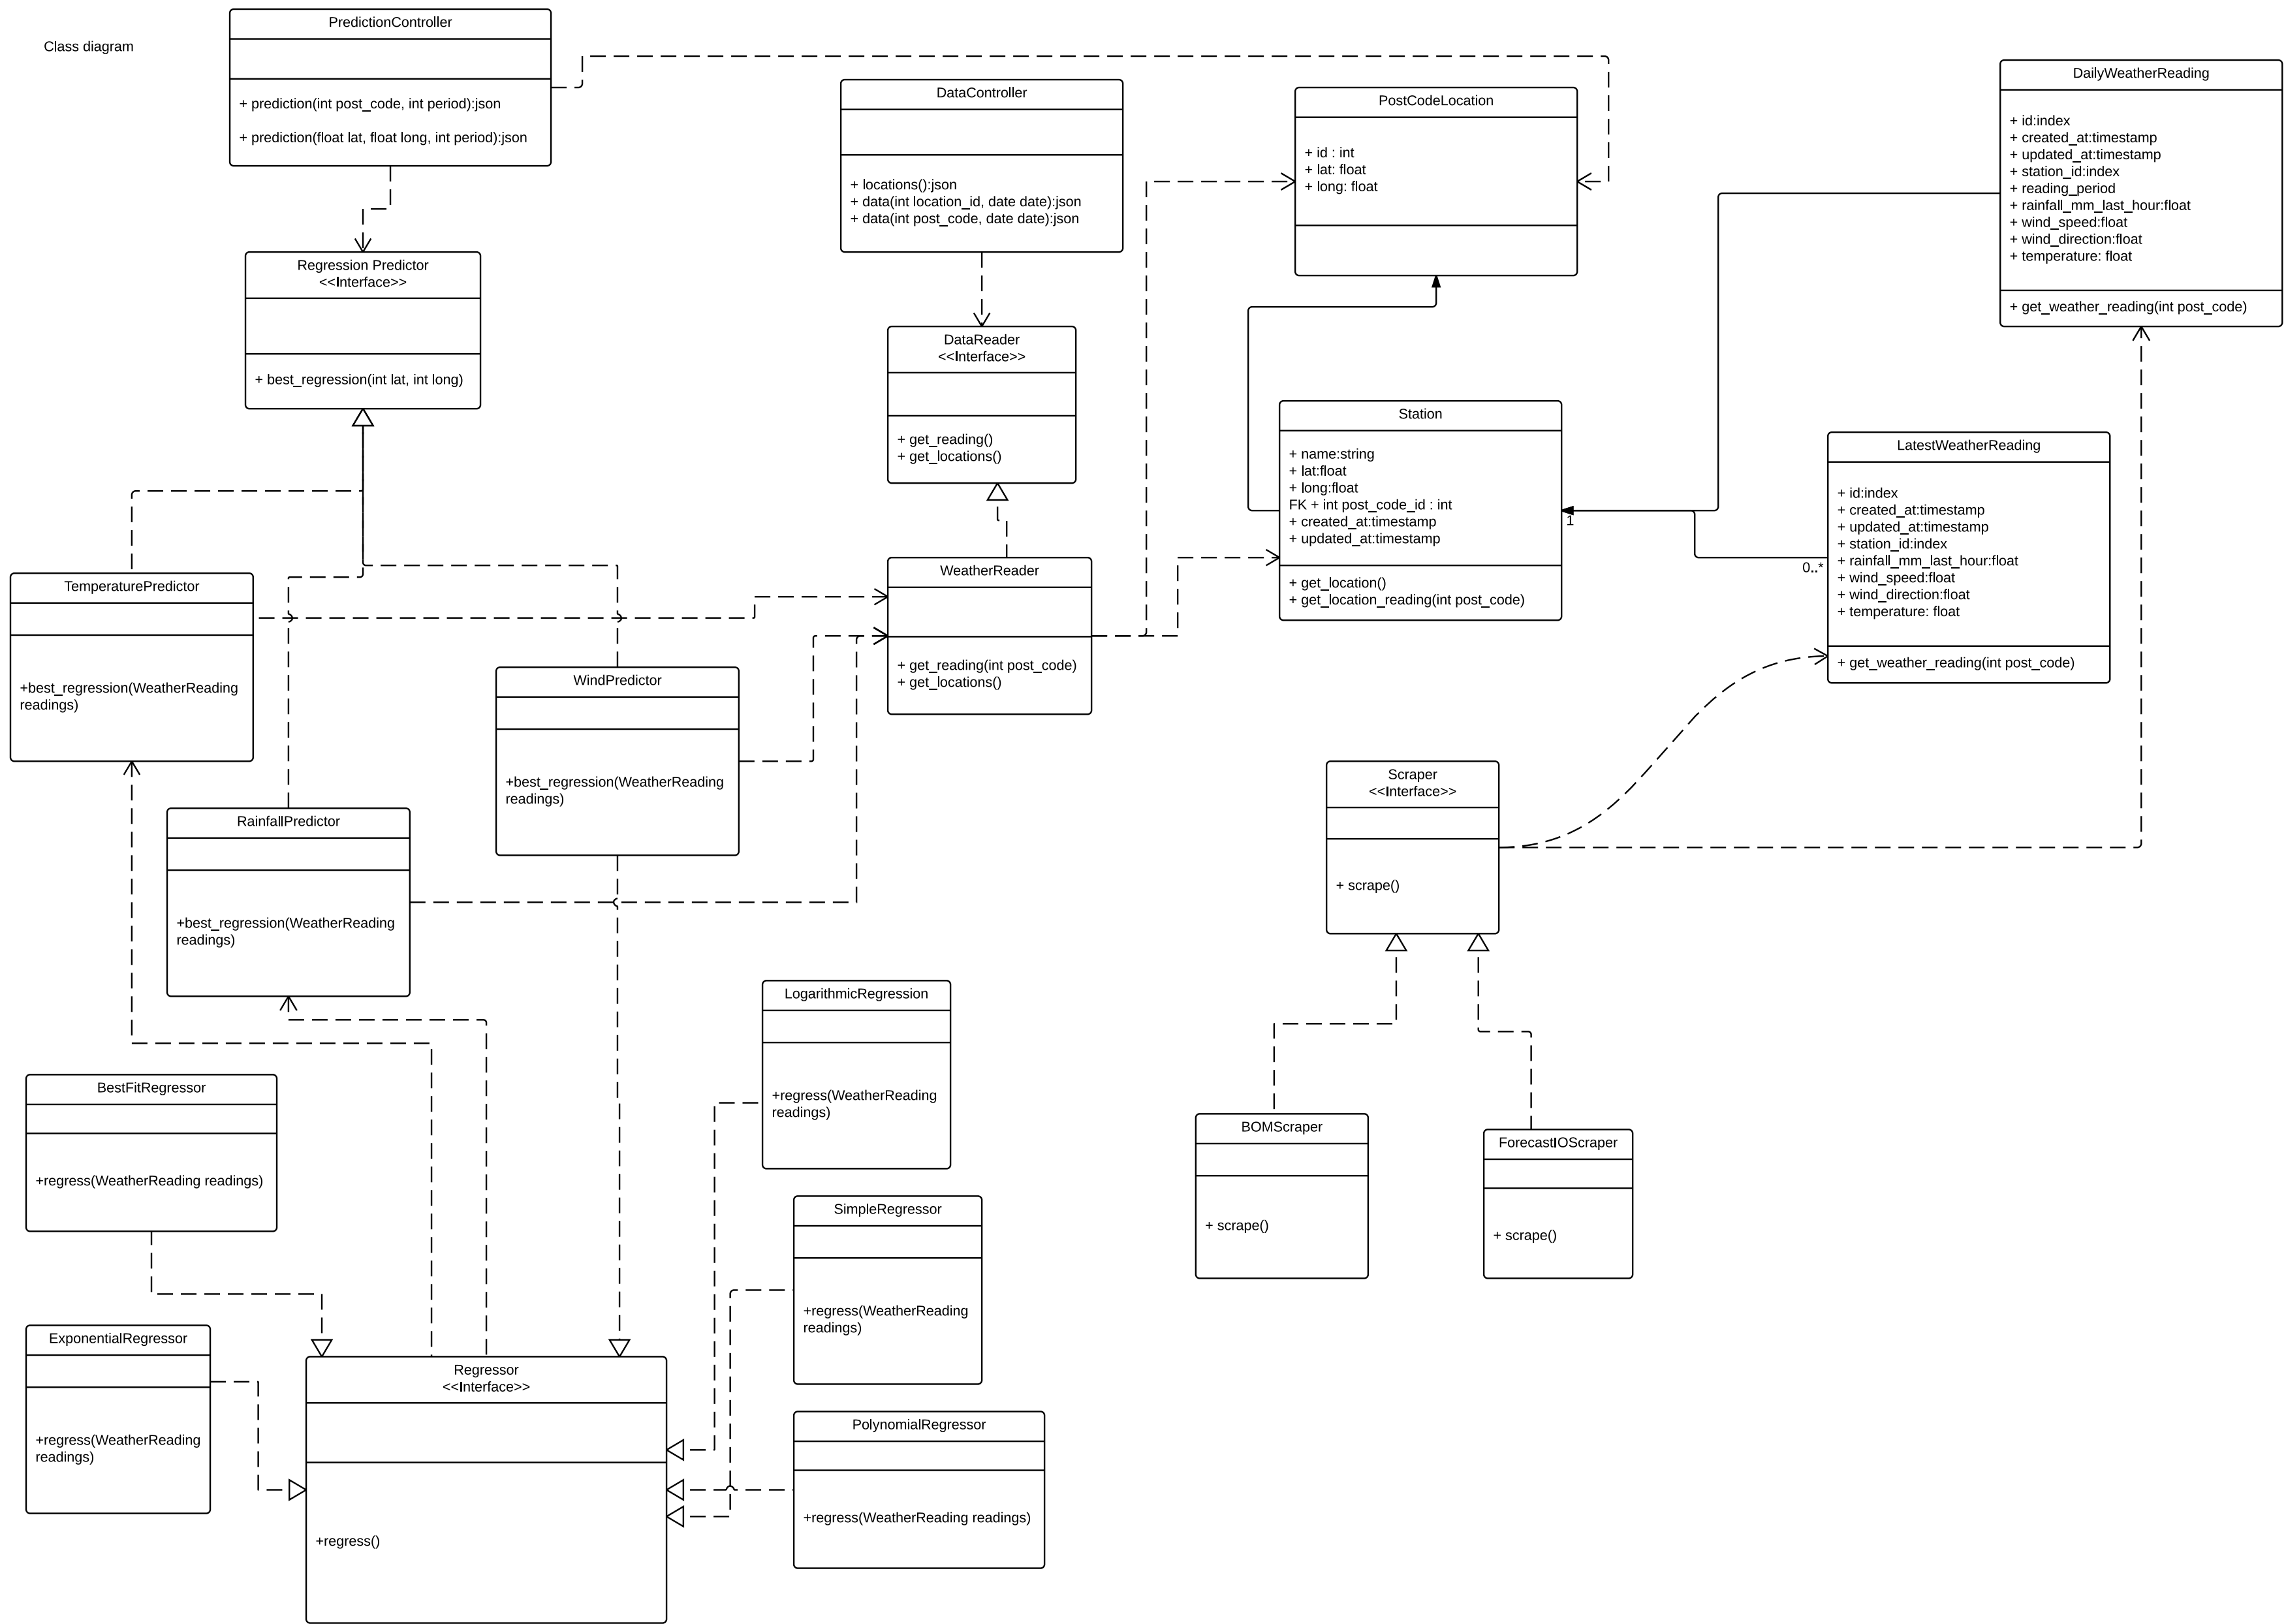 Class diagram
PredictionController
+ prediction(int post_code, int period):json
+ prediction(float lat, float long, int period):json
DataController
+ locations():json
+ data(int location_id, date date):json
+ data(int post_code, date date):json
PostCodeLocation
+ id : int
+ lat: float
+ long: float
DailyWeatherReading
+ id:index
+ created_at:timestamp
+ updated_at:timestamp
+ station_id:index
+ reading_period
+ rainfall_mm_last_hour:float
+ wind_speed:float
+ wind_direction:float
+ temperature: float
+ get_weather_reading(int post_code)
Regression Predictor
<<Interface>>
+ best_regression(int lat, int long)
DataReader
<<Interface>>
+ get_reading()
+ get_locations()
Station
+ name:string
+ lat:float
+ long:float
FK + int post_code_id : int
+ created_at:timestamp
+ updated_at:timestamp
+ get_location()
+ get_location_reading(int post_code)
1
0..*
LatestWeatherReading
+ id:index
+ created_at:timestamp
+ updated_at:timestamp
+ station_id:index
+ rainfall_mm_last_hour:float
+ wind_speed:float
+ wind_direction:float
+ temperature: float
+ get_weather_reading(int post_code)
TemperaturePredictor
+best_regression(WeatherReading
readings)
WindPredictor
+best_regression(WeatherReading
readings)
WeatherReader
+ get_reading(int post_code)
+ get_locations()
RainfallPredictor
+best_regression(WeatherReading
readings)
Scraper
<<Interface>>
+ scrape()
LogarithmicRegression
+regress(WeatherReading
readings)
BestFitRegressor
+regress(WeatherReading readings)
BOMScraper
+ scrape()
ForecastIOScraper
+ scrape()
SimpleRegressor
+regress(WeatherReading
readings)
ExponentialRegressor
+regress(WeatherReading
readings)
Regressor
<<Interface>>
+regress()
PolynomialRegressor
+regress(WeatherReading readings)